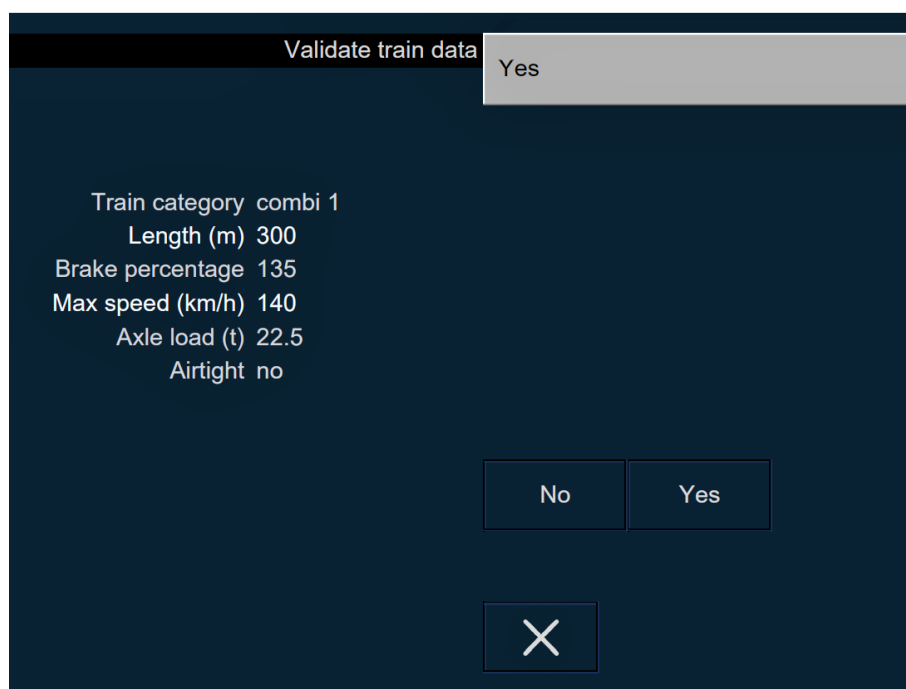 Validate train data Yes
Train category combi 1
Length (m) 300
Brake percentage 135
Max speed (km/h) 140
Axle load (t) 22.5
Airtight no
No Yes